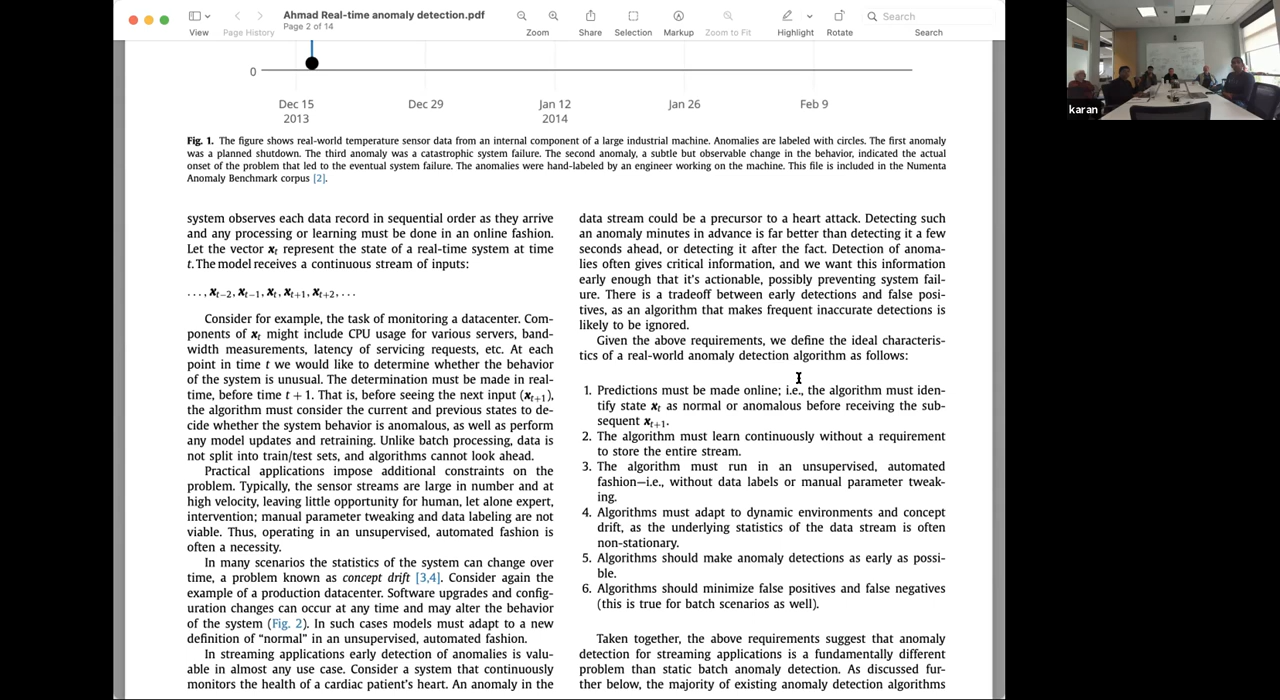 Ahmad Real-time anomaly detection.pdf
Page 2 of 14
View
Page History
Zoom
Share
Selection
Markup
Zoom to Fit
Highlight
Rotate
Search
Search
karan
0
Dec 15
2013
Dec 29
Jan 12
2014
Jan 26
Feb 9
Fig. 1. The figure shows real-world temperature sensor data from an internal component of a large industrial machine. Anomalies are labeled with circles. The first anomaly
was a planned shutdown. The third anomaly was a catastrophic system failure. The second anomaly, a subtle but observable change in the behavior, indicated the actual
onset of the problem that led to the eventual system failure. The anomalies were hand-labeled by an engineer working on the machine. This file is included in the Numenta
Anomaly Benchmark corpus [2].
system observes each data record in sequential order as they arrive
and any processing or learning must be done in an online fashion.
Let the vector xt represent the state of a real-time system at time
t. The model receives a continuous stream of inputs:
..., xt−2, xt−1, xt, xt+1, xt+2, ...
Consider for example, the task of monitoring a datacenter. Com-
ponents of xt might include CPU usage for various servers, band-
width measurements, latency of servicing requests, etc. At each
point in time t we would like to determine whether the behavior
of the system is unusual. The determination must be made in real-
time, before time t + 1. That is, before seeing the next input (xt+1),
the algorithm must consider the current and previous states to de-
cide whether the system behavior is anomalous, as well as perform
any model updates and retraining. Unlike batch processing, data is
not split into train/test sets, and algorithms cannot look ahead.
Practical applications impose additional constraints on the
problem. Typically, the sensor streams are large in number and at
high velocity, leaving little opportunity for human, let alone expert,
intervention; manual parameter tweaking and data labeling are not
viable. Thus, operating in an unsupervised, automated fashion is
often a necessity.
In many scenarios the statistics of the system can change over
time, a problem known as concept drift [3,4]. Consider again the
example of a production datacenter. Software upgrades and config-
uration changes can occur at any time and may alter the behavior
of the system (Fig. 2). In such cases models must adapt to a new
definition of “normal” in an unsupervised, automated fashion.
In streaming applications early detection of anomalies is valu-
able in almost any use case. Consider a system that continuously
monitors the health of a cardiac patient's heart. An anomaly in the
data stream could be a precursor to a heart attack. Detecting such
an anomaly minutes in advance is far better than detecting it a few
seconds ahead, or detecting it after the fact. Detection of anoma-
lies often gives critical information, and we want this information
early enough that it's actionable, possibly preventing system fail-
ure. There is a tradeoff between early detections and false posi-
tives, as an algorithm that makes frequent inaccurate detections is
likely to be ignored.
Given the above requirements, we define the ideal characteris-
tics of a real-world anomaly detection algorithm as follows:
1. Predictions must be made online; i.e., the algorithm must iden-
tify state xt as normal or anomalous before receiving the sub-
sequent xt+1.
2. The algorithm must learn continuously without a requirement
to store the entire stream.
3. The algorithm must run in an unsupervised, automated
fashion—i.e., without data labels or manual parameter tweak-
ing.
4. Algorithms must adapt to dynamic environments and concept
drift, as the underlying statistics of the data stream is often
non-stationary.
5. Algorithms should make anomaly detections as early as possi-
ble.
6. Algorithms should minimize false positives and false negatives
(this is true for batch scenarios as well).
Taken together, the above requirements suggest that anomaly
detection for streaming applications is a fundamentally different
problem than static batch anomaly detection. As discussed fur-
ther below, the majority of existing anomaly detection algorithms